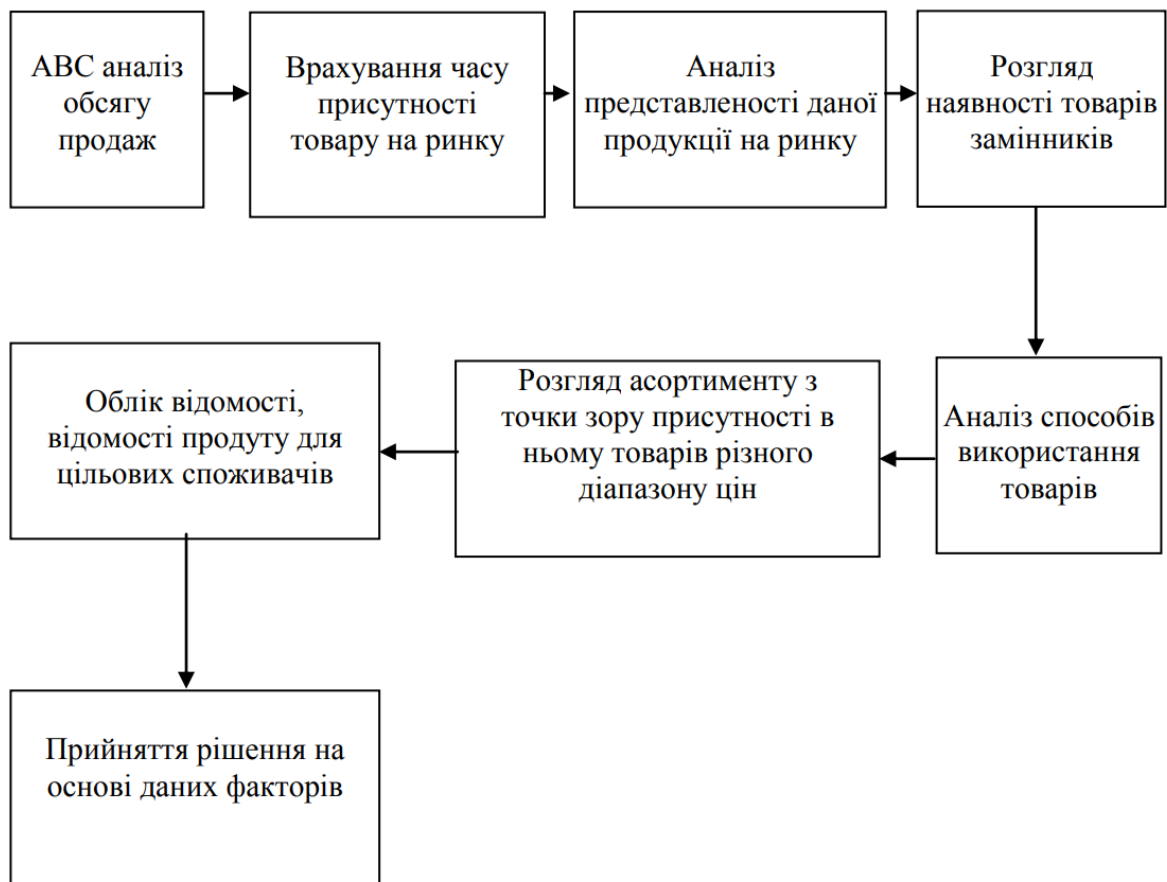 АВС аналіз
обсягу
продаж
Врахування часу
присутності
товару на ринку
Аналіз
представленості даної
продукції на ринку
Розгляд
наявності товарів
замінників
Аналіз способів
використання
товарів
Розгляд асортименту з
точки зору присутності в
ньому товарів різного
діапазону цін
Облік відомості,
відомості продуту для
цільових споживачів
Прийняття рішення на
основі даних факторів